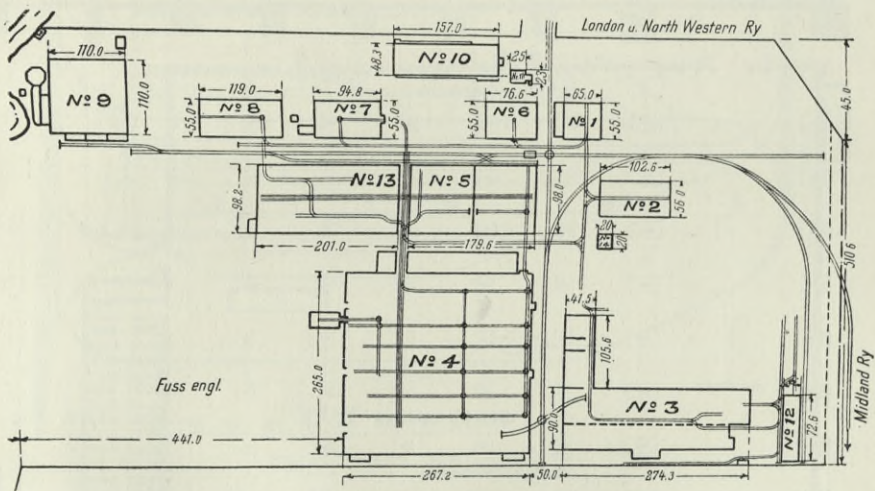 London u. North Western Ry
157.0
48.3
No 10
25
No 11
23
110.0
110.0
No 9
119.0
55.0
No 8
94.8
No 7
55.0
76.6
55.0
No 6
65.0
No 1
55.0
45.0
98.2
No 13
201.0
No 5
98.0
179.6
102.6
No 2
56.0
20
20
510.6
Midland Ry
265.0
No 4
41.5
105.6
90.0
No 3
No 12
72.6
Fuss engl.
441.0
267.2
50.0
274.3